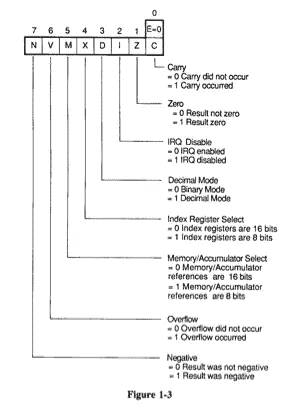 0
7 6 5 4 3 2 1 E=0
N V M X D I Z C
Carry
= 0 Carry did not occur
= 1 Carry occurred
Zero
= 0 Result not zero
= 1 Result zero
IRQ Disable
= 0 IRQ enabled
= 1 IRQ disabled
Decimal Mode
= 0 Binary Mode
= 1 Decimal Mode
Index Register Select
= 0 Index registers are 16 bits
= 1 Index registers are 8 bits
Memory/Accumulator Select
= 0 Memory/Accumulator
references are 16 bits
= 1 Memory/Accumulator
references are 8 bits
Overflow
= 0 Overflow did not occur
= 1 Overflow occurred
Negative
= 0 Result was not negative
= 1 Result was negative
Figure 1-3